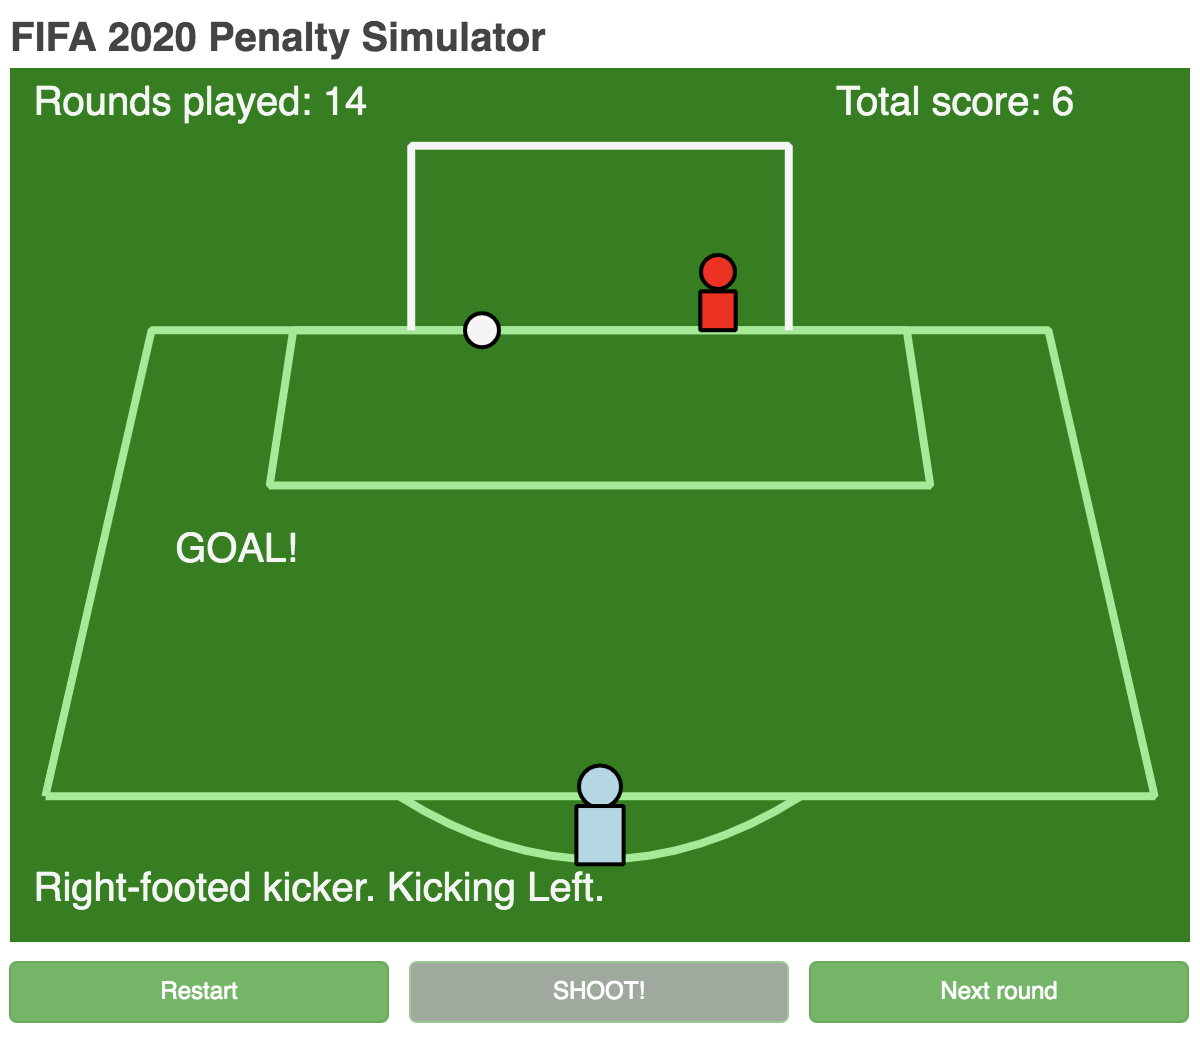 FIFA 2020 Penalty Simulator
Rounds played: 14
Total score: 6
GOAL!
Right-footed kicker. Kicking Left.
Restart
SHOOT!
Next round